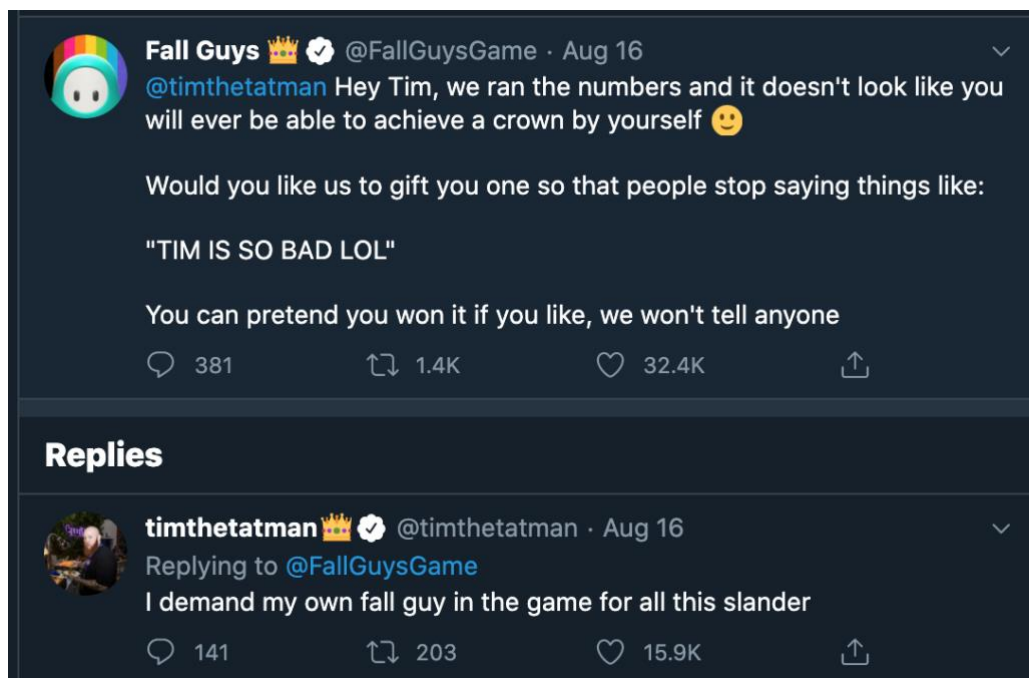 Fall Guys 👑 @FallGuysGame · Aug 16
@timthetatman Hey Tim, we ran the numbers and it doesn't look like you
will ever be able to achieve a crown by yourself 🙂
Would you like us to gift you one so that people stop saying things like:
"TIM IS SO BAD LOL"
You can pretend you won it if you like, we won't tell anyone
381 1.4K 32.4K
Replies
timthetatman👑 @timthetatman · Aug 16
Replying to @FallGuysGame
I demand my own fall guy in the game for all this slander
141 203 15.9K